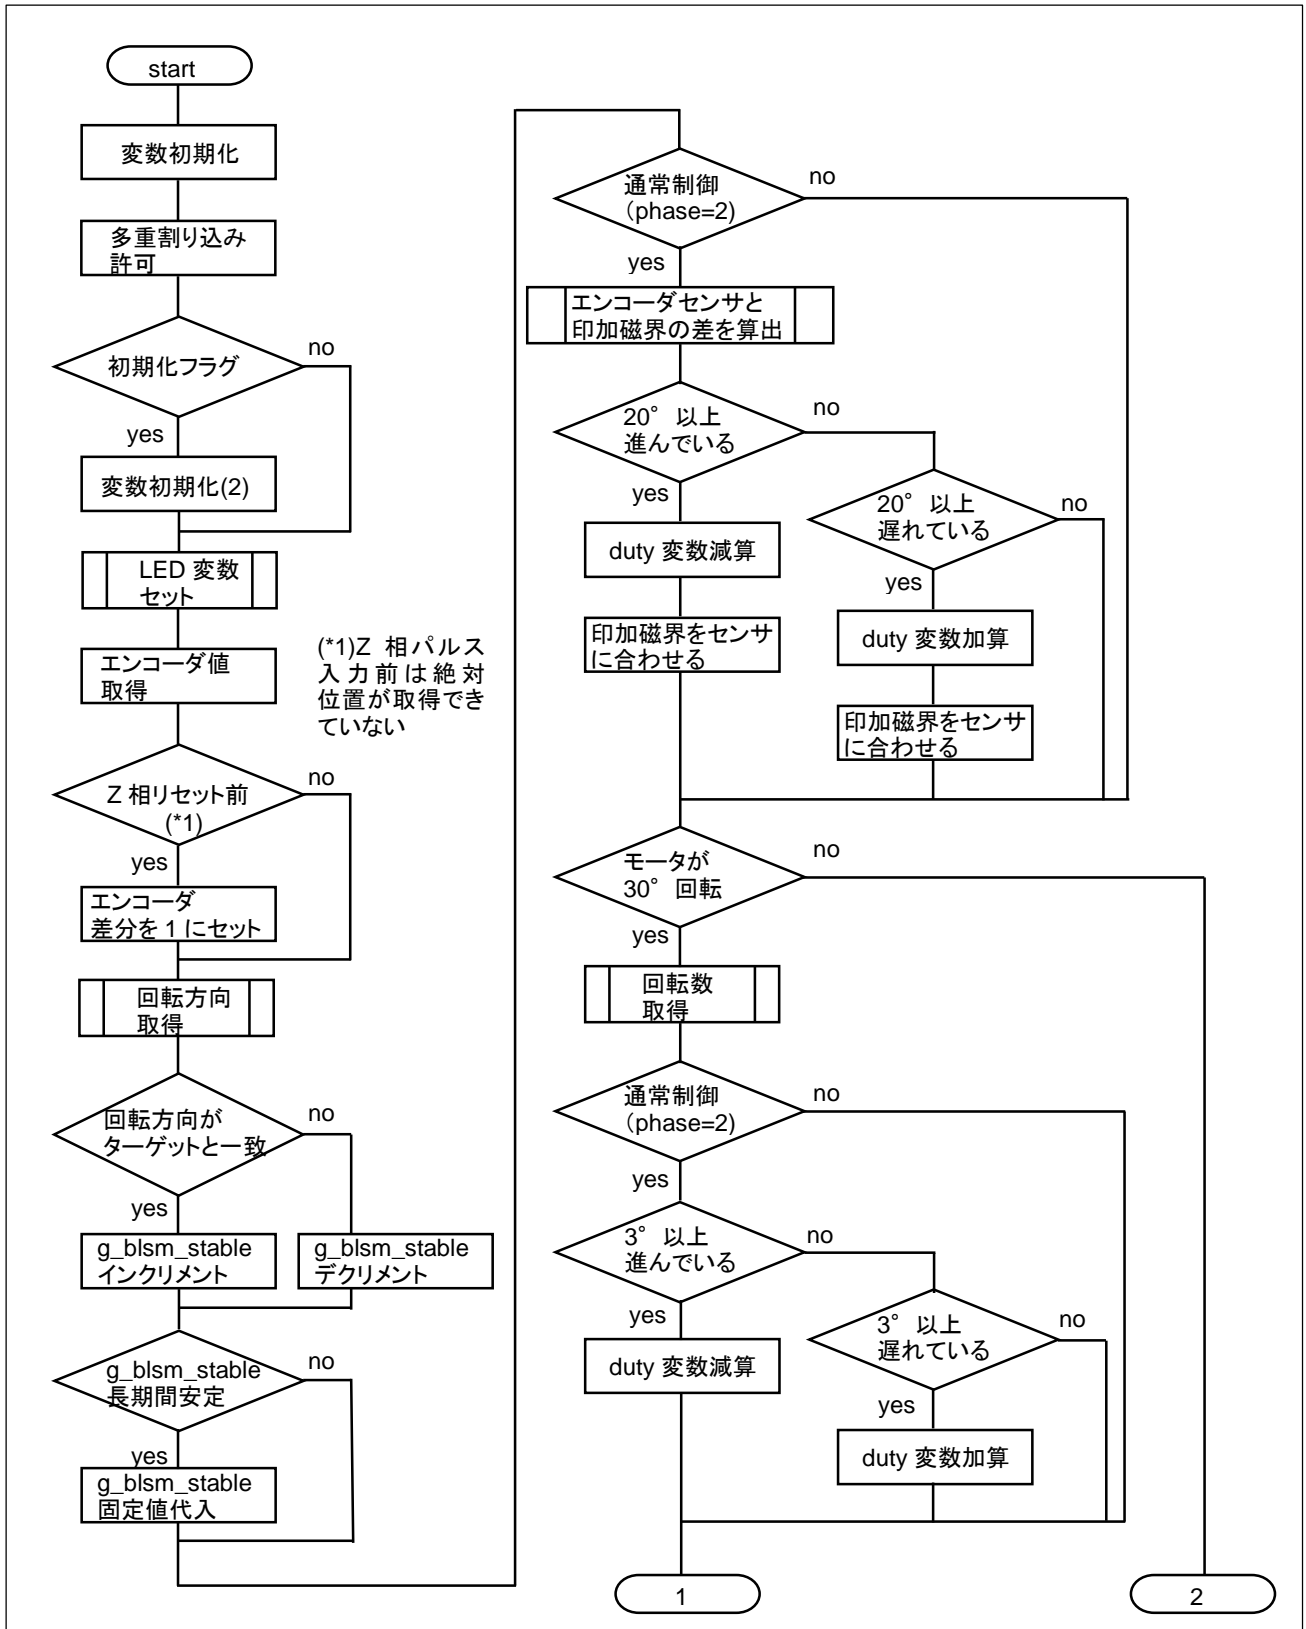 start
変数初期化
多重割り込み
許可
初期化フラグ
no
yes
変数初期化(2)
LED 変数
セット
エンコーダ値
取得
(*1)Z 相パルス
入力前は絶対
位置が取得でき
ていない
Z 相リセット前
(*1)
no
yes
エンコーダ
差分を 1 にセット
回転方向
取得
回転方向が
ターゲットと一致
no
yes
g_blsm_stable
インクリメント
g_blsm_stable
デクリメント
g_blsm_stable
長期間安定
no
yes
g_blsm_stable
固定値代入
通常制御
(phase=2)
no
yes
エンコーダセンサと
印加磁界の差を算出
20° 以上
進んでいる
no
yes
20° 以上
遅れている
no
yes
duty 変数減算
印加磁界をセンサ
に合わせる
duty 変数加算
印加磁界をセンサ
に合わせる
モータが
30° 回転
no
yes
回転数
取得
通常制御
(phase=2)
no
yes
3° 以上
進んでいる
no
yes
3° 以上
遅れている
no
yes
duty 変数減算
duty 変数加算
1
2